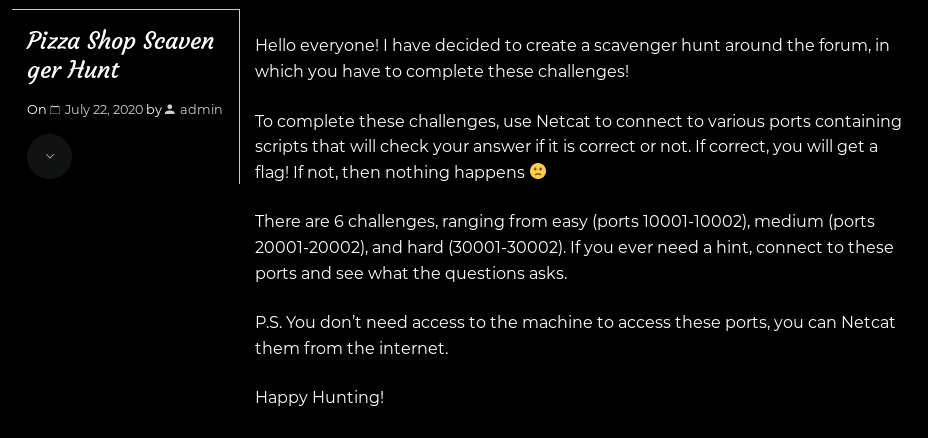 Pizza Shop Scaven
ger Hunt
On July 22, 2020 by admin
Hello everyone! I have decided to create a scavenger hunt around the forum, in
which you have to complete these challenges!
To complete these challenges, use Netcat to connect to various ports containing
scripts that will check your answer if it is correct or not. If correct, you will get a
flag! If not, then nothing happens 🙁
There are 6 challenges, ranging from easy (ports 10001-10002), medium (ports
20001-20002), and hard (30001-30002). If you ever need a hint, connect to these
ports and see what the questions asks.
P.S. You don’t need access to the machine to access these ports, you can Netcat
them from the internet.
Happy Hunting!